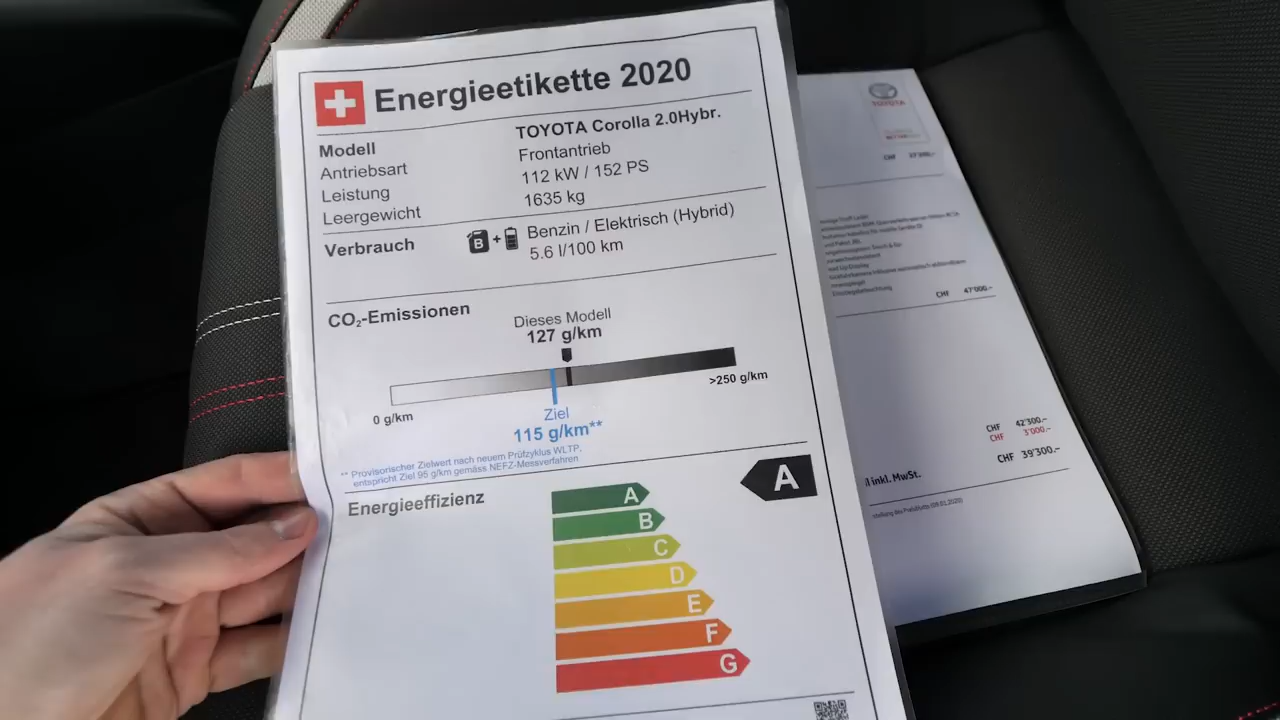 Energieetikette 2020
Modell TOYOTA Corolla 2.0Hybr.
Antriebsart Frontantrieb
Leistung 112 kW / 152 PS
Leergewicht 1635 kg
Verbrauch B + Benzin / Elektrisch (Hybrid)
5.6 l/100 km
CO₂-Emissionen
Dieses Modell
127 g/km
0 g/km
>250 g/km
Ziel
115 g/km**
** Provisorischer Zielwert nach neuem Prüfzyklus WLTP,
entspricht Ziel 95 g/km gemäss NEFZ-Messverfahren
Energieeffizienz
A
A
B
C
D
E
F
G
TOYOTA
CHF
CHF 47'000.-
CHF 42'300.-
CHF 3'000.-
CHF 39'300.-
inkl. MwSt.